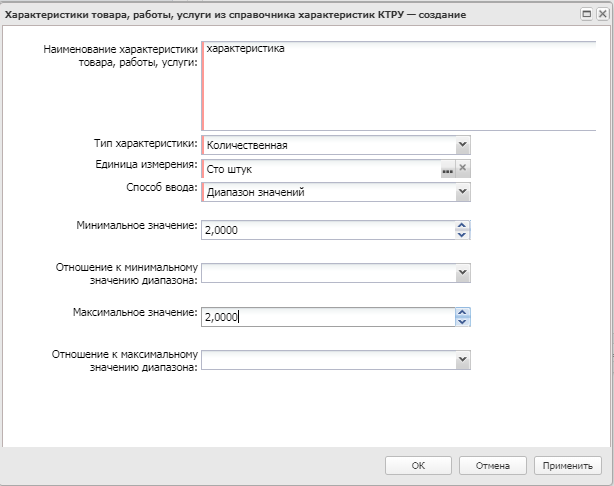 Характеристики товара, работы, услуги из справочника характеристик КТРУ — создание
Наименование характеристики
товара, работы, услуги:
характеристика
Тип характеристики: Количественная
Единица измерения: Сто штук
Способ ввода: Диапазон значений
Минимальное значение: 2,0000
Отношение к минимальному
значению диапазона:
Максимальное значение: 2,0000
Отношение к максимальному
значению диапазона:
ОК Отмена Применить